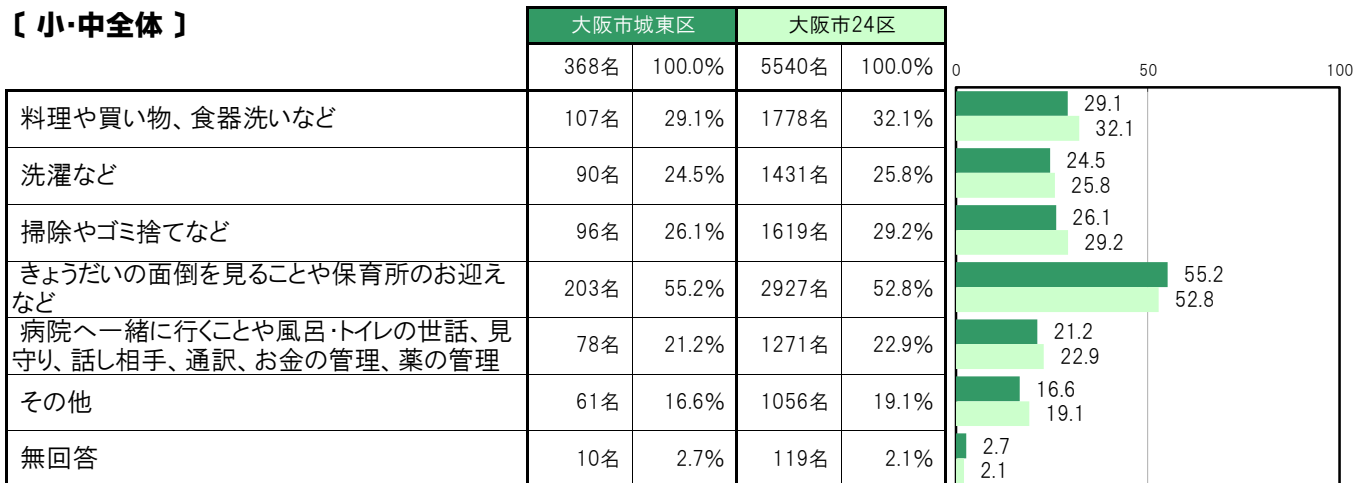 〔 小・中全体 〕
大阪市城東区 大阪市24区
368名 100.0% 5540名 100.0%
0 50 100
料理や買い物、食器洗いなど 107名 29.1% 1778名 32.1% 29.1
32.1
洗濯など 90名 24.5% 1431名 25.8% 24.5
25.8
掃除やゴミ捨てなど 96名 26.1% 1619名 29.2% 26.1
29.2
きょうだいの面倒を見ることや保育所のお迎え
など 203名 55.2% 2927名 52.8% 55.2
52.8
病院へ一緒に行くことや風呂・トイレの世話、見
守り、話し相手、通訳、お金の管理、薬の管理 78名 21.2% 1271名 22.9% 21.2
22.9
その他 61名 16.6% 1056名 19.1% 16.6
19.1
無回答 10名 2.7% 119名 2.1% 2.7
2.1